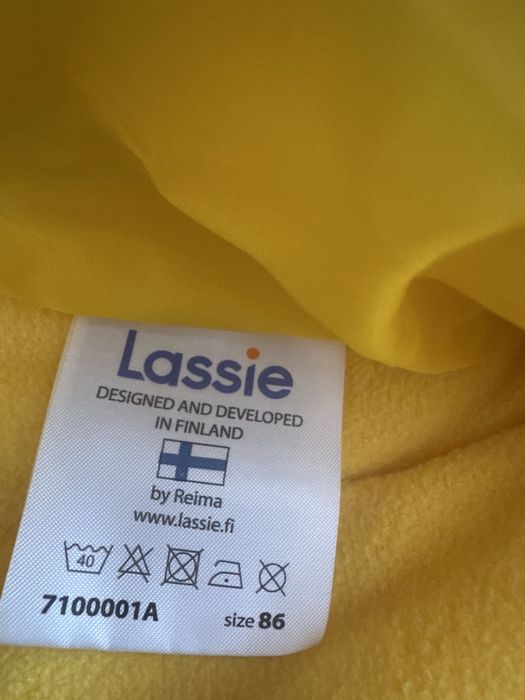 Lassie
DESIGNED AND DEVELOPED
IN FINLAND
by Reima
www.lassie.fi
40
7100001A size 86